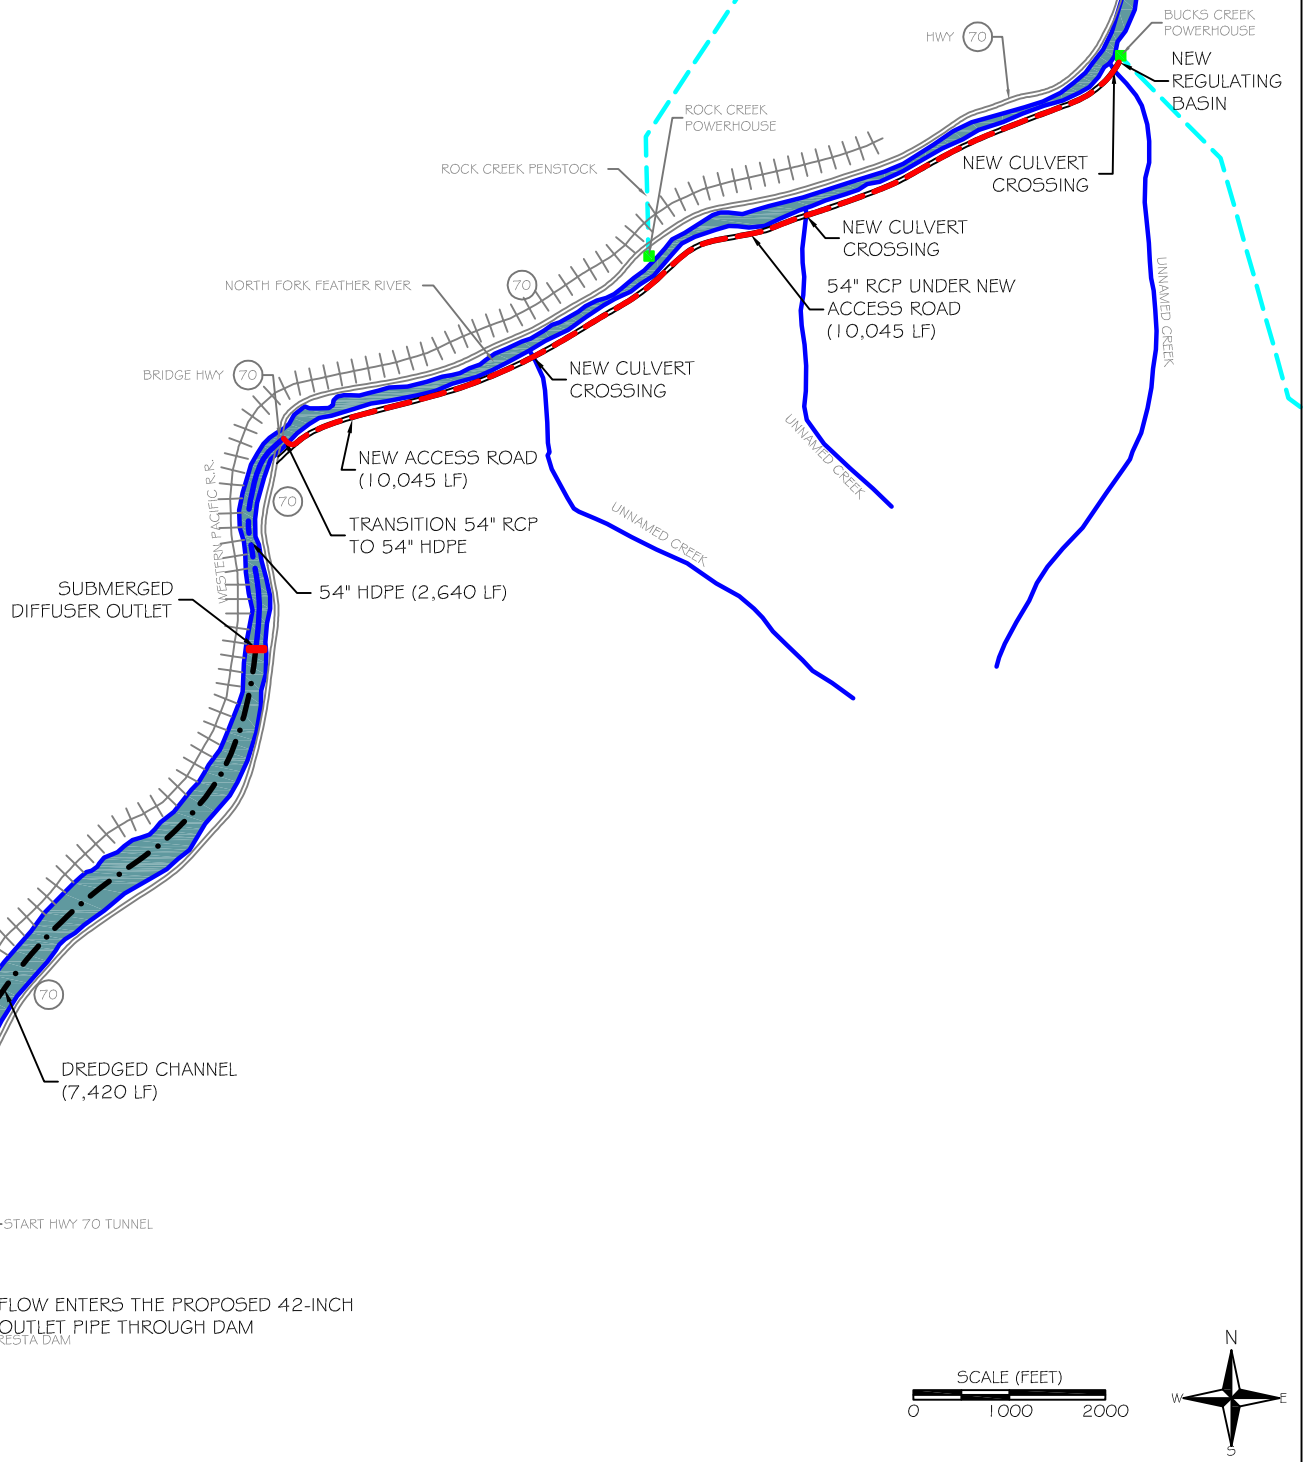 BUCKS CREEK
POWERHOUSE
HWY 70
NEW
REGULATING
BASIN
ROCK CREEK
POWERHOUSE
ROCK CREEK PENSTOCK
NEW CULVERT
CROSSING
NEW CULVERT
CROSSING
UNNAMED CREEK
NORTH FORK FEATHER RIVER
70
54" RCP UNDER NEW
ACCESS ROAD
(10,045 LF)
BRIDGE HWY 70
NEW CULVERT
CROSSING
UNNAMED CREEK
NEW ACCESS ROAD
(10,045 LF)
WESTERN PACIFIC R.R.
70
UNNAMED CREEK
TRANSITION 54" RCP
TO 54" HDPE
54" HDPE (2,640 LF)
SUBMERGED
DIFFUSER OUTLET
70
DREDGED CHANNEL
(7,420 LF)
START HWY 70 TUNNEL
FLOW ENTERS THE PROPOSED 42-INCH
OUTLET PIPE THROUGH DAM
RESTA DAM
SCALE (FEET)
0 1000 2000
N
W E
S